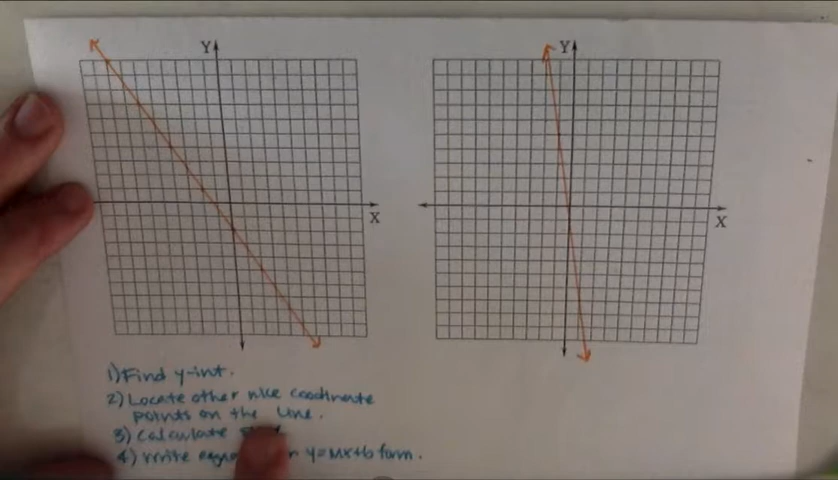 Y
Y
X
X
1) Find y-int.
2) Locate other nice coordinate
points on the line.
3) Calculate
4) Write y=mx+b form.